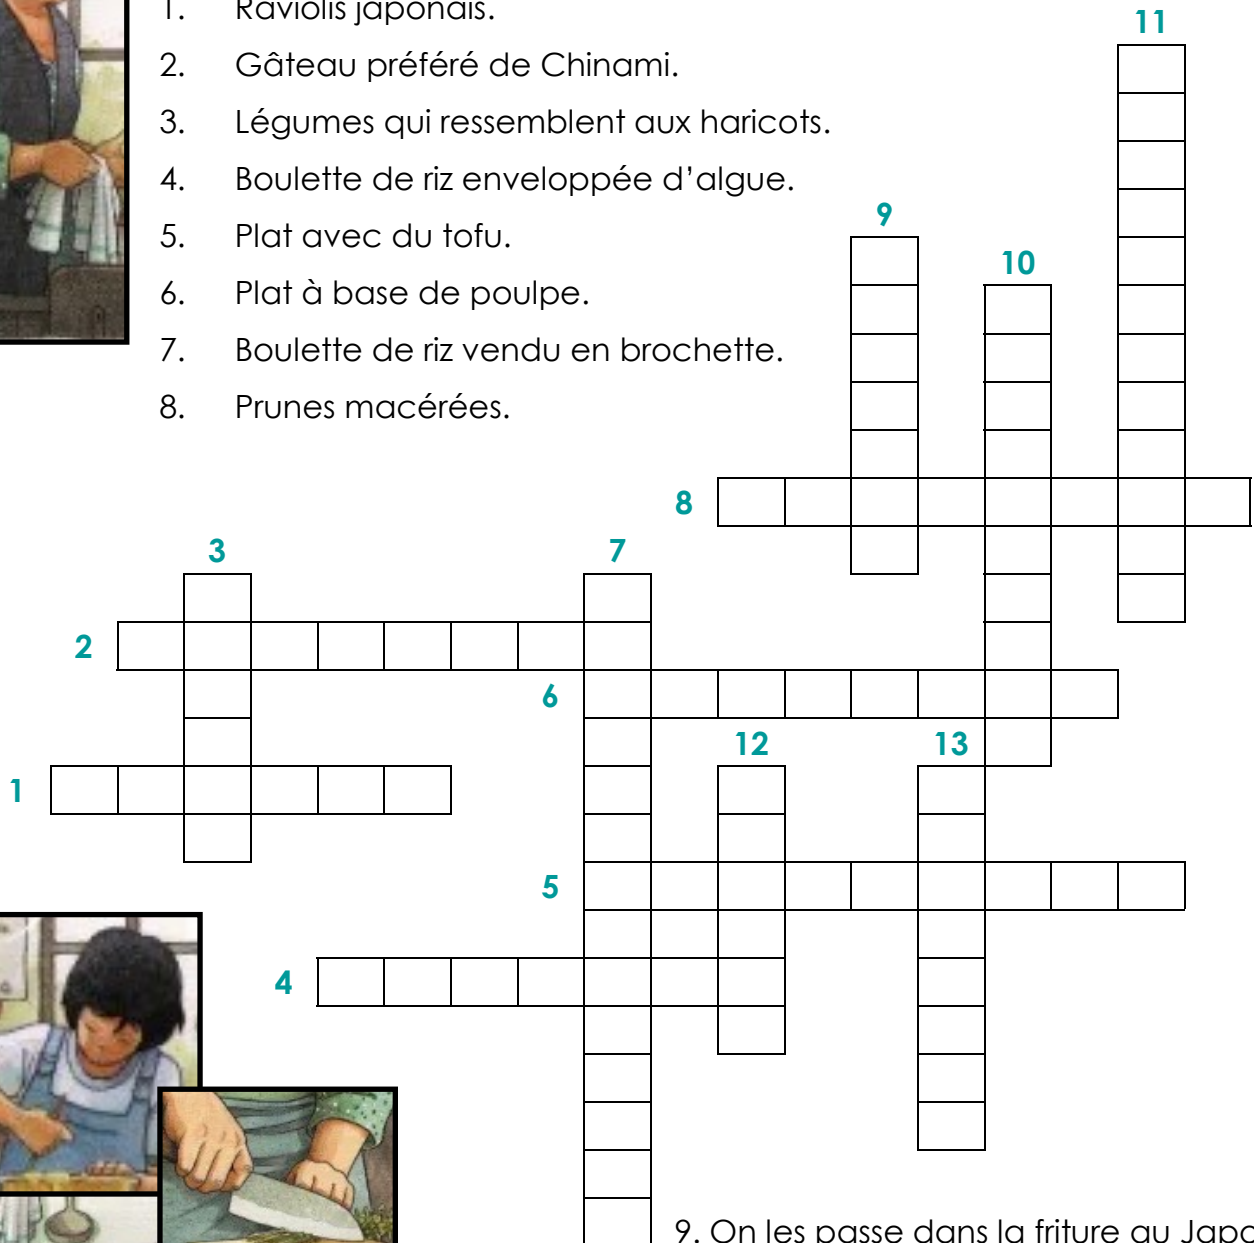 1. Raviolis japonais.
2. Gâteau préféré de Chinami.
3. Légumes qui ressemblent aux haricots.
4. Boulette de riz enveloppée d’algue.
5. Plat avec du tofu.
6. Plat à base de poulpe.
7. Boulette de riz vendu en brochette.
8. Prunes macérées.
11
9
10
8
3
7
2
6
12
13
1
5
4
9. On les passe dans la friture au Japo